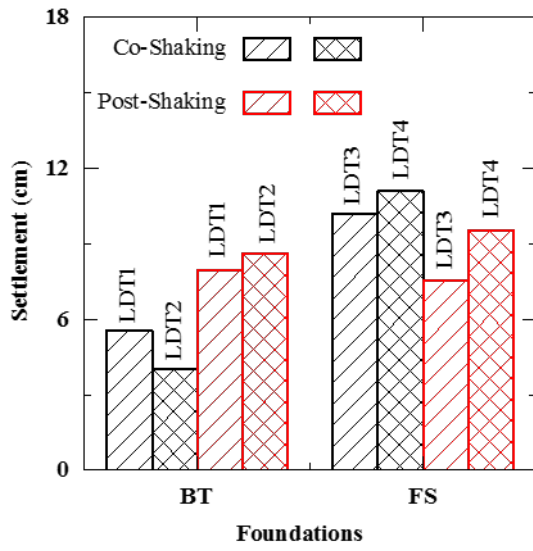 18
Co-Shaking
Post-Shaking
12
Settlement (cm)
6
0
LDT1
LDT2
LDT1
LDT2
LDT3
LDT4
LDT3
LDT4
BT
FS
Foundations